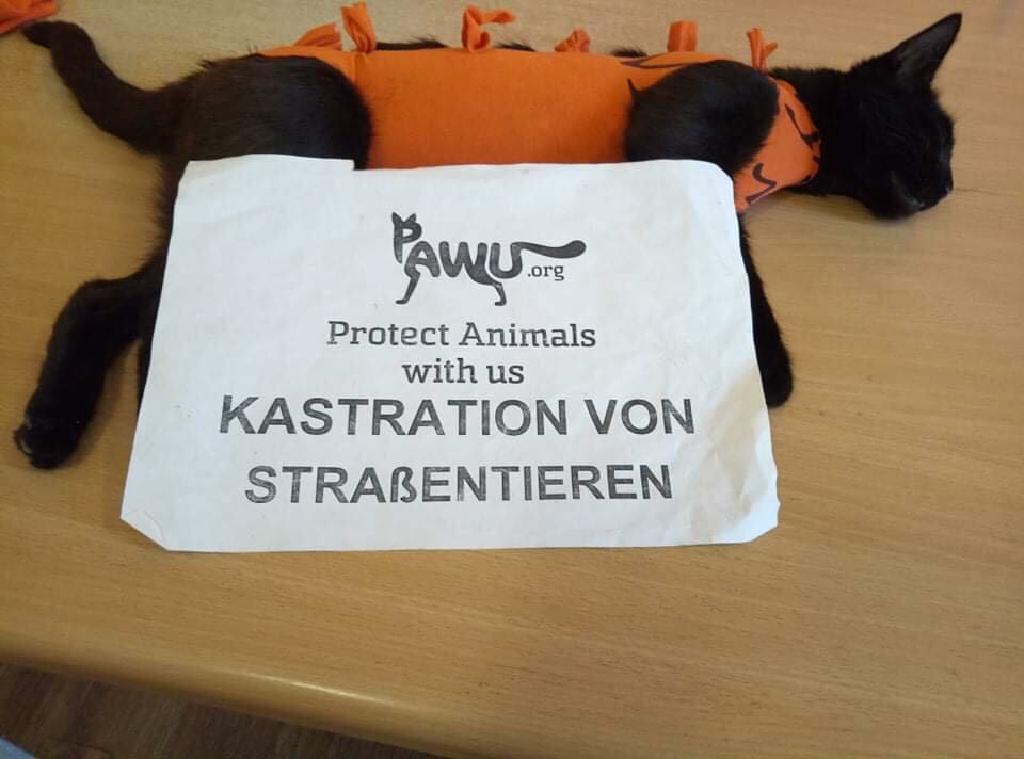 PAWU.org
Protect Animals
with us
KASTRATION VON
STRAßENTIEREN